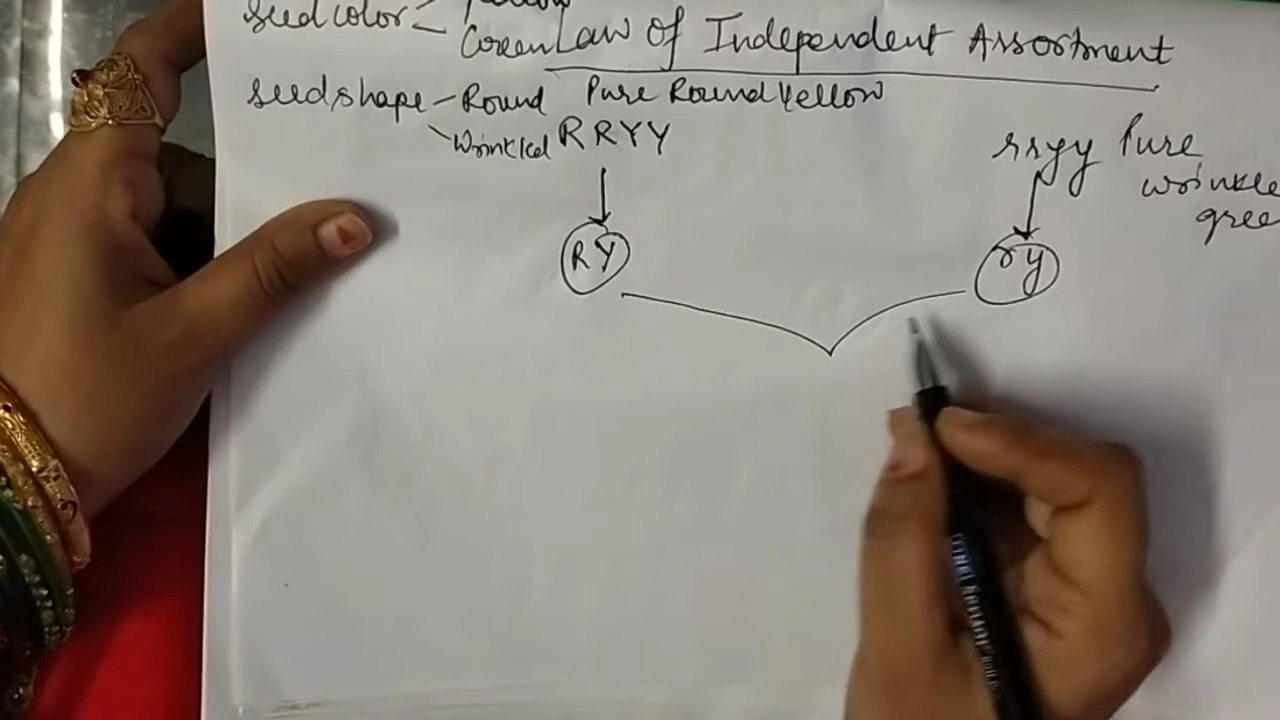 Seed color Yellow
Green Law Of Independent Assortment
Seed shape - Round Pure Round Yellow
Wrinkled RRYY
rryy Pure
wrinkle
gree
RY
ry